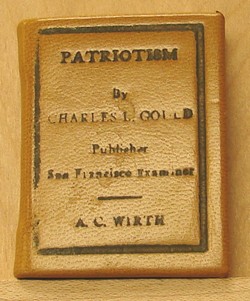 PATRIOTISM
By
CHARLES L. GOULD
Publisher
San Francisco Examiner
A. C. WIRTH